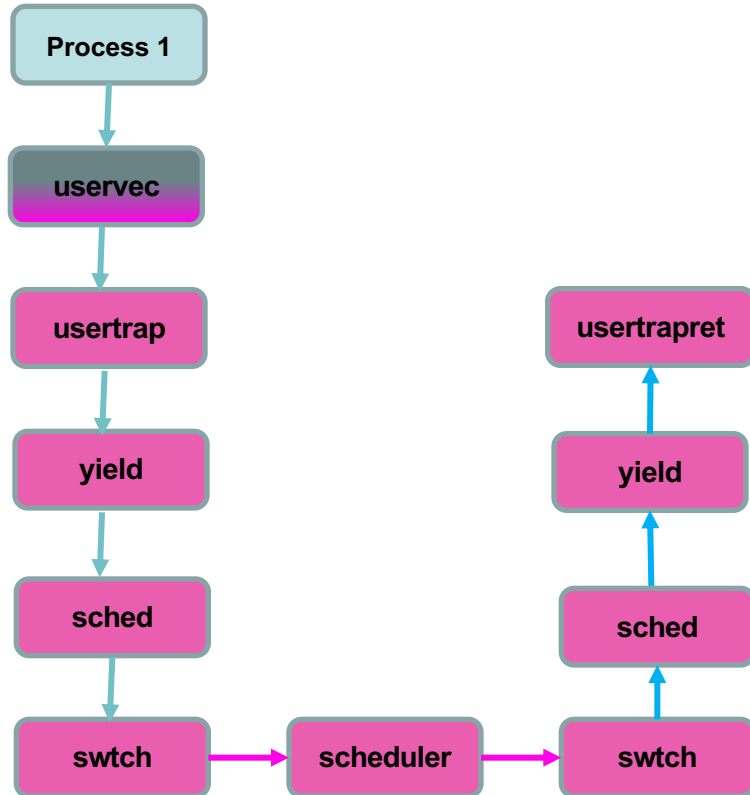 Process 1
uservec
usertrap
usertrapret
yield
yield
sched
sched
swtch
scheduler
swtch